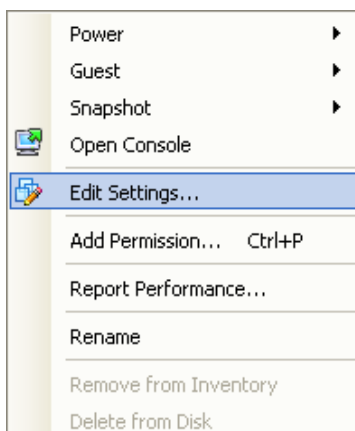 Power
Guest
Snapshot
Open Console
Edit Settings...
Add Permission... Ctrl+P
Report Performance...
Rename
Remove from Inventory
Delete from Disk